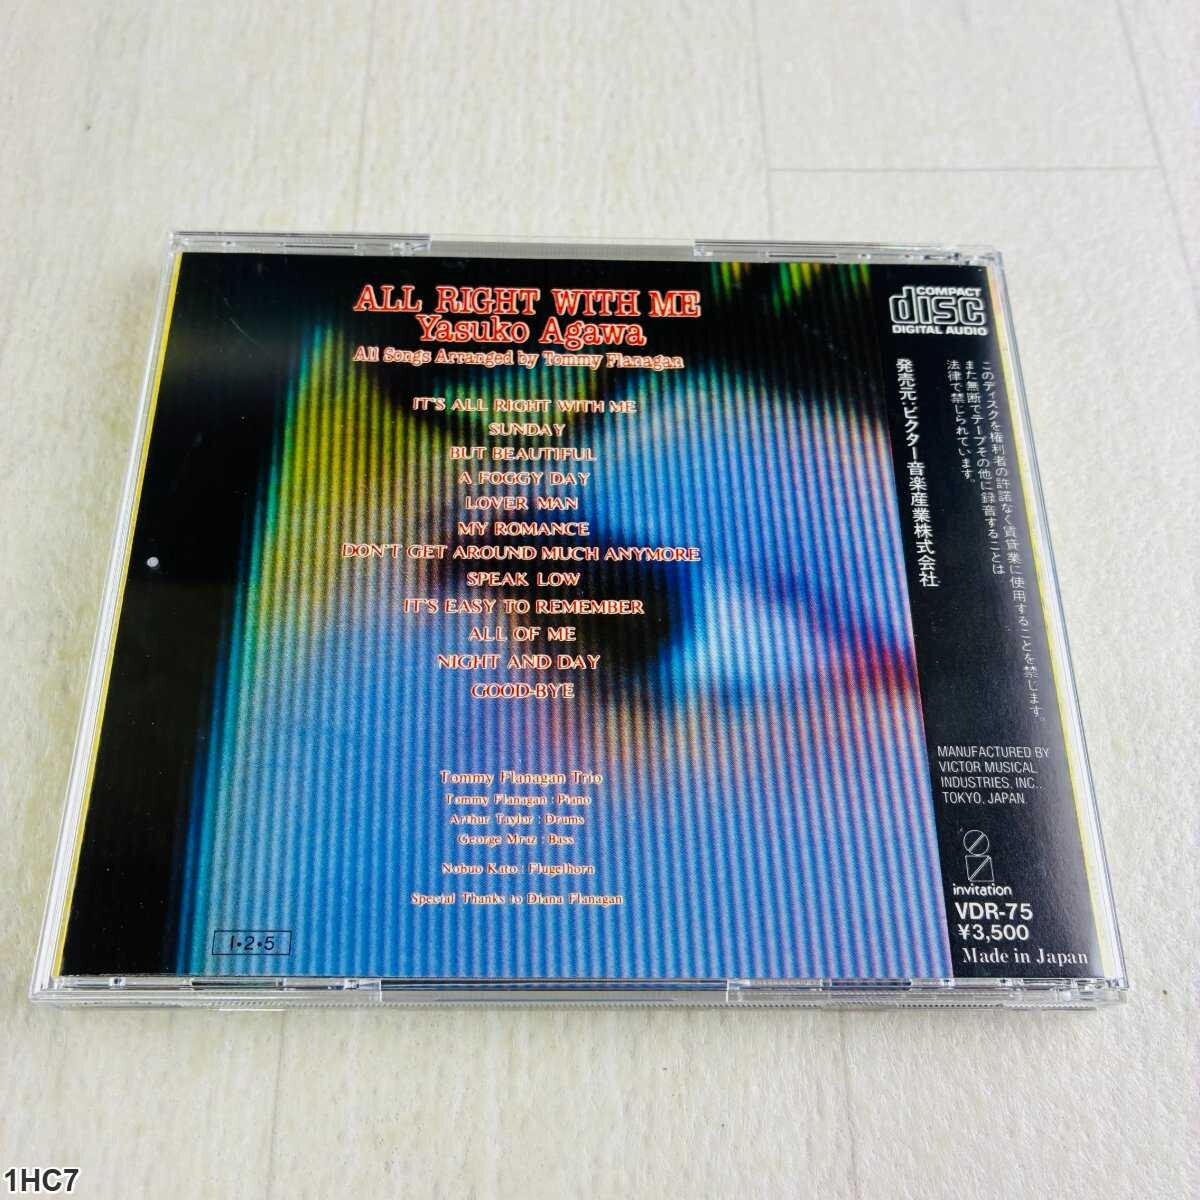 ALL RIGHT WITH ME
Yasuko Agawa
All Songs Arranged by Tommy Flanagan
IT'S ALL RIGHT WITH ME
SUNDAY
BUT BEAUTIFUL
A FOGGY DAY
LOVER MAN
MY ROMANCE
DON'T GET AROUND MUCH ANYMORE
SPEAK LOW
IT'S EASY TO REMEMBER
ALL OF ME
NIGHT AND DAY
GOOD-BYE
Tommy Flanagan Trio
Tommy Flanagan : Piano
Arthur Taylor : Drums
George Mraz : Bass
Nobuo Kato : Flugelhorn
Special Thanks to Diana Flanagan
1・2・5
COMPACT
disc
DIGITAL AUDIO
このディスクを権利者の許諾なく賃貸業に使用することを禁じます。
また無断でテープその他に録音することは
法律で禁じられています。
発売元:ビクター音楽産業株式会社
MANUFACTURED BY
VICTOR MUSICAL
INDUSTRIES, INC.,
TOKYO, JAPAN
invitation
VDR-75
¥3,500
Made in Japan
1HC7